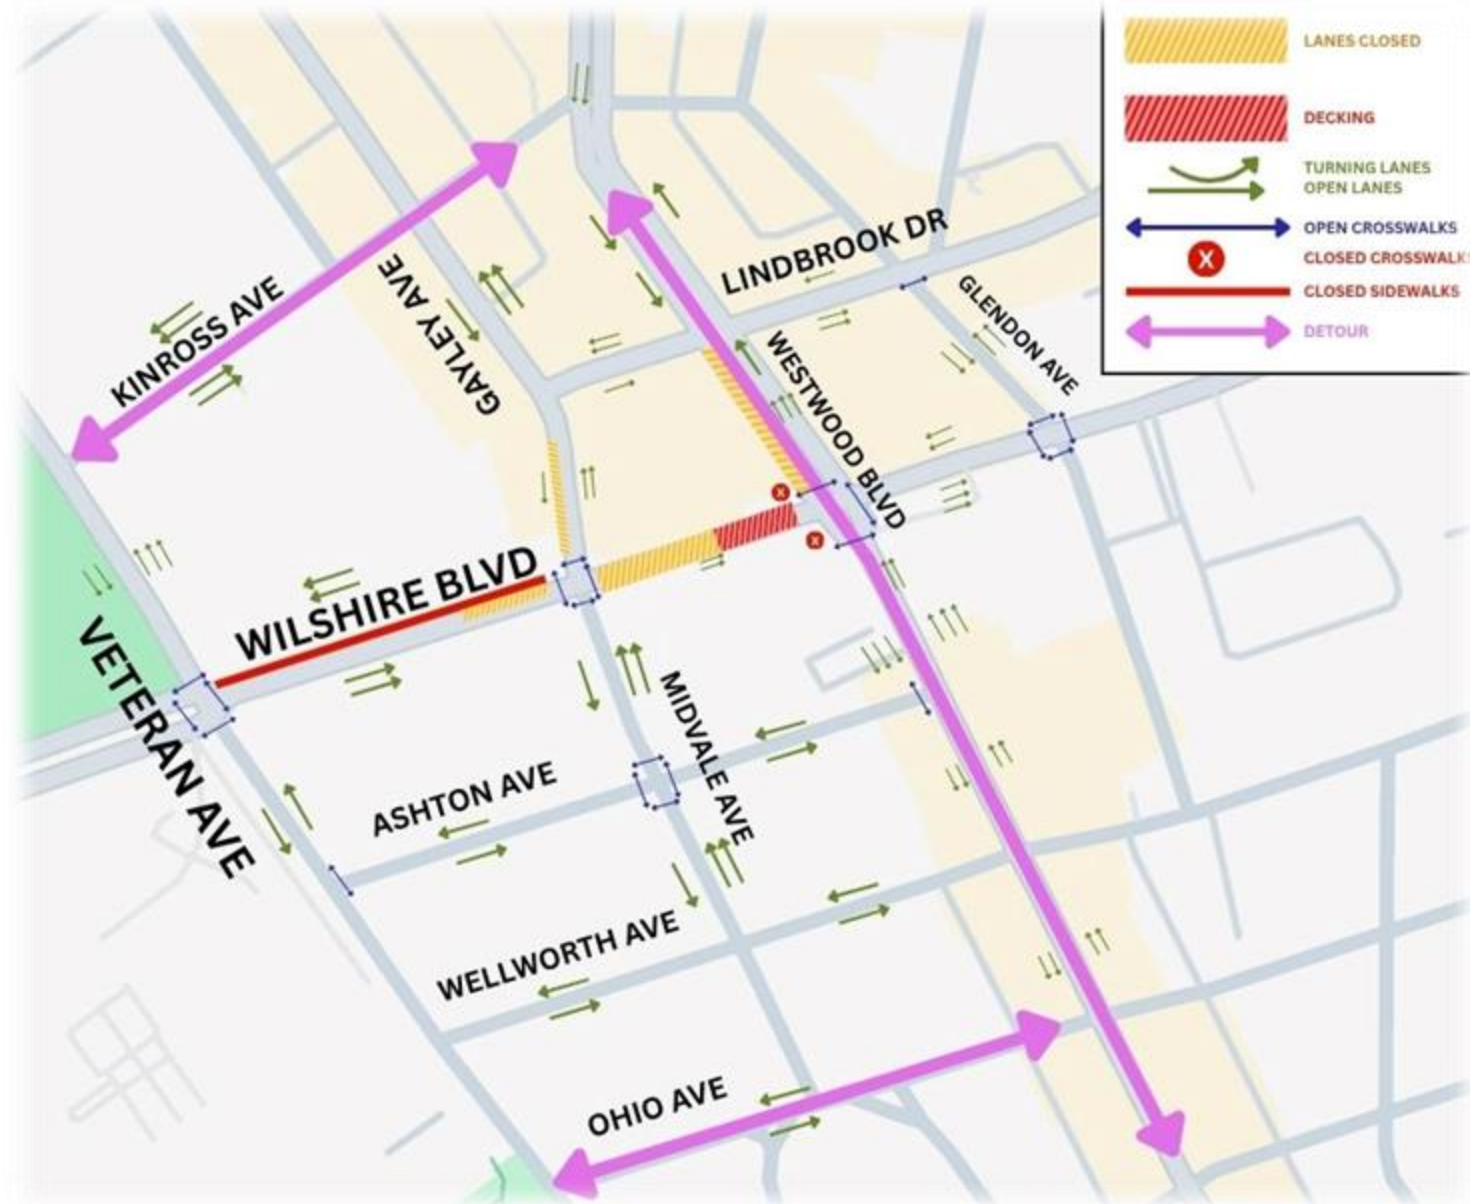 LANES CLOSED
DECKING
TURNING LANES
OPEN LANES
OPEN CROSSWALKS
X
CLOSED CROSSWALK
CLOSED SIDEWALKS
DETOUR
LINDBROOK DR
GLENDON AVE
KINROSS AVE
GAYLEY AVE
WESTWOOD BLVD
X
X
WILSHIRE BLVD
VETERAN AVE
MIDVALE AVE
ASHTON AVE
WELLWORTH AVE
OHIO AVE